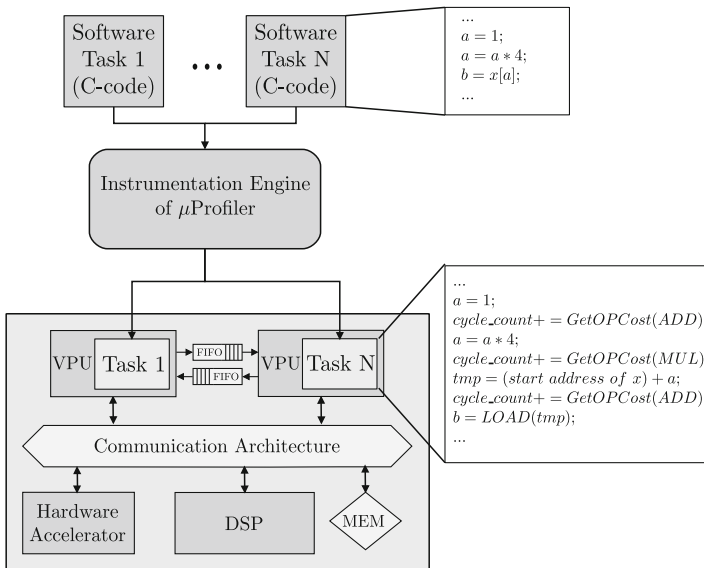 Software
Task 1
(C-code)
...
Software
Task N
(C-code)
...
a = 1;
a = a * 4;
b = x[a];
...
Instrumentation Engine
of μProfiler
VPU
Task 1
FIFO
FIFO
VPU
Task N
...
a = 1;
cycle_count+ = GetOPCost(ADD)
a = a * 4;
cycle_count+ = GetOPCost(MUL)
tmp = (start address of x) + a;
cycle_count+ = GetOPCost(ADD)
b = LOAD(tmp);
...
Communication Architecture
Hardware
Accelerator
DSP
MEM